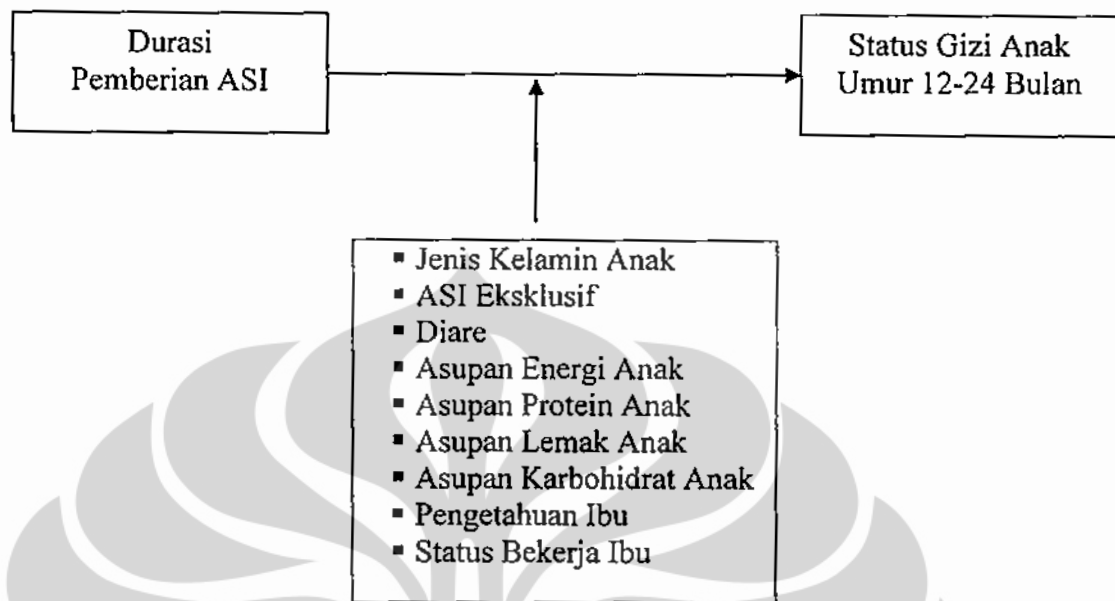 Durasi
Pemberian ASI
Status Gizi Anak
Umur 12-24 Bulan
▪ Jenis Kelamin Anak
▪ ASI Eksklusif
▪ Diare
▪ Asupan Energi Anak
▪ Asupan Protein Anak
▪ Asupan Lemak Anak
▪ Asupan Karbohidrat Anak
▪ Pengetahuan Ibu
▪ Status Bekerja Ibu